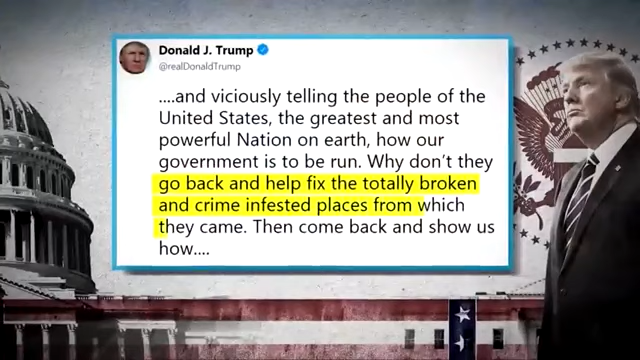 Donald J. Trump
@realDonaldTrump
....and viciously telling the people of the
United States, the greatest and most
powerful Nation on earth, how our
government is to be run. Why don't they
go back and help fix the totally broken
and crime infested places from which
they came. Then come back and show us
how....